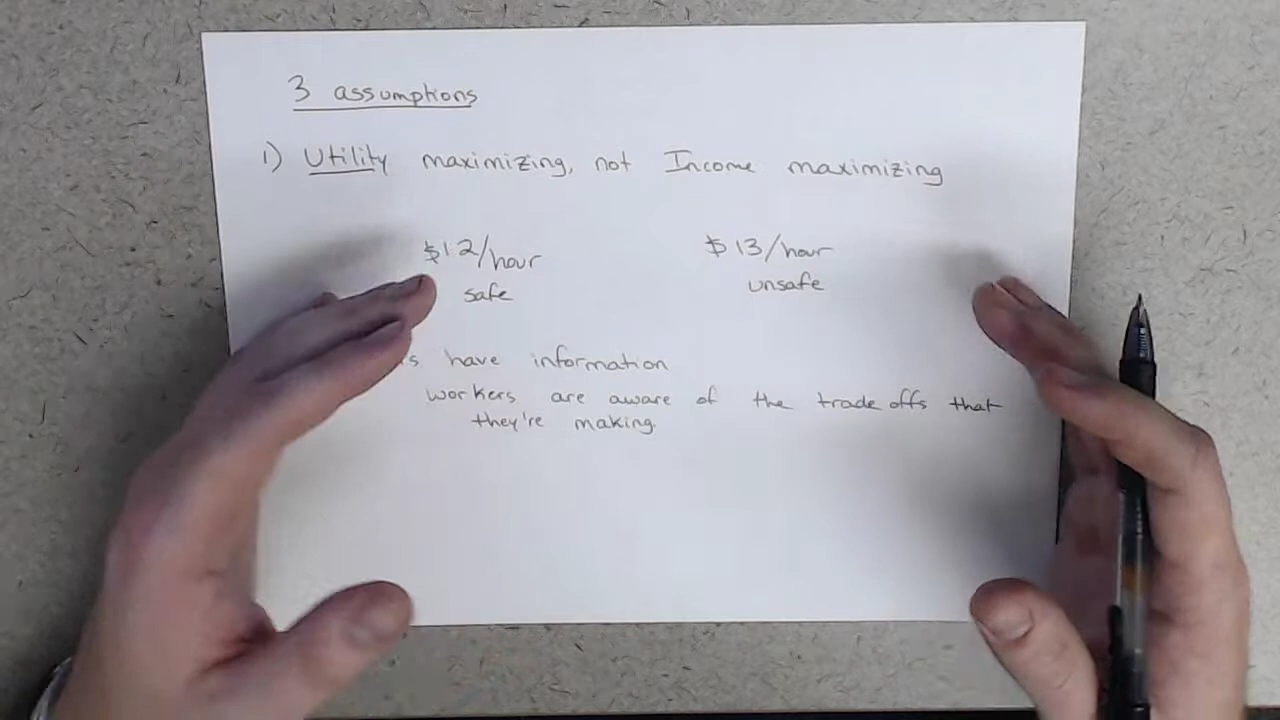 3 assumptions
1) Utility maximizing, not Income maximizing
$12/hour $13/hour
safe unsafe
have information
workers are aware of the trade offs that
they're making.